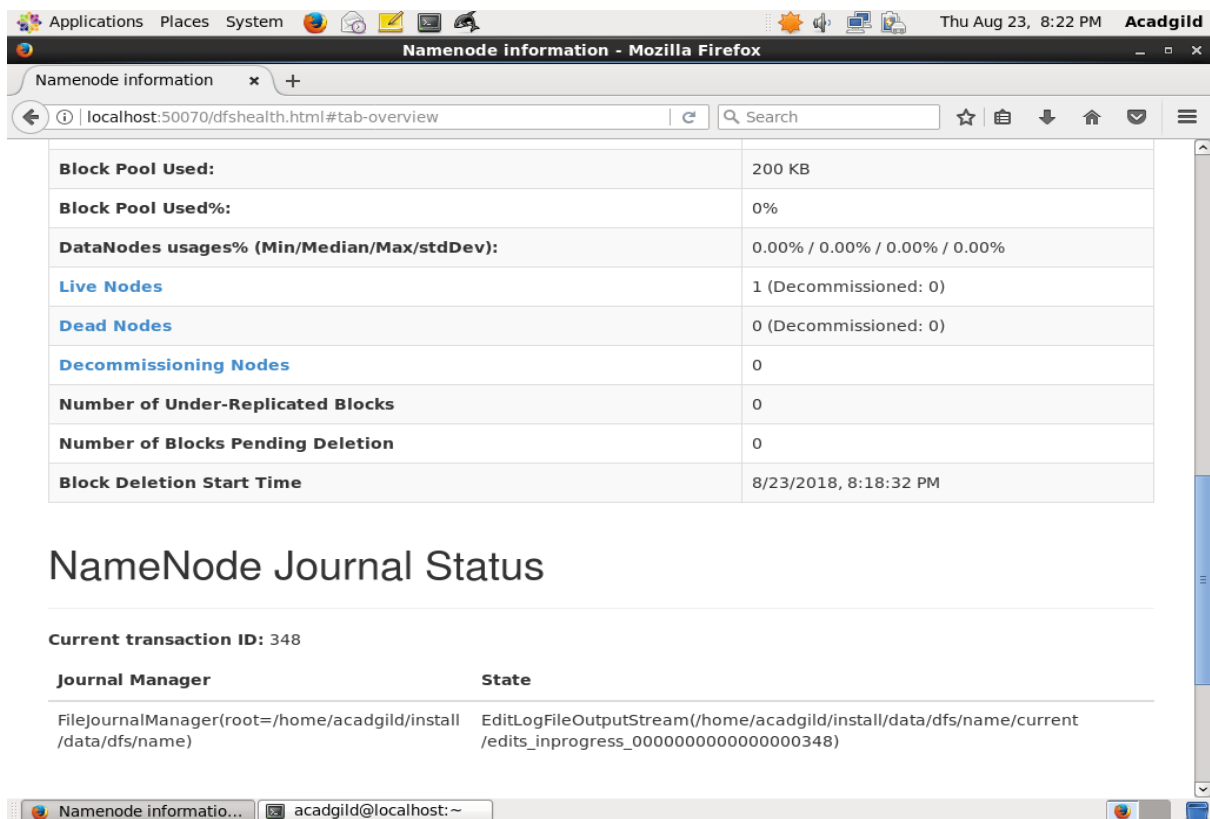 Applications Places System Thu Aug 23, 8:22 PM Acadgild
Namenode information - Mozilla Firefox
Namenode information × +
localhost:50070/dfshealth.html#tab-overview Search
Block Pool Used: 200 KB
Block Pool Used%: 0%
DataNodes usages% (Min/Median/Max/stdDev): 0.00% / 0.00% / 0.00% / 0.00%
Live Nodes 1 (Decommissioned: 0)
Dead Nodes 0 (Decommissioned: 0)
Decommissioning Nodes 0
Number of Under-Replicated Blocks 0
Number of Blocks Pending Deletion 0
Block Deletion Start Time 8/23/2018, 8:18:32 PM
NameNode Journal Status
Current transaction ID: 348
Journal Manager State
FileJournalManager(root=/home/acadgild/install EditLogFileOutputStream(/home/acadgild/install/data/dfs/name/current
/data/dfs/name) /edits_inprogress_0000000000000000348)
Namenode informatio... acadgild@localhost:~